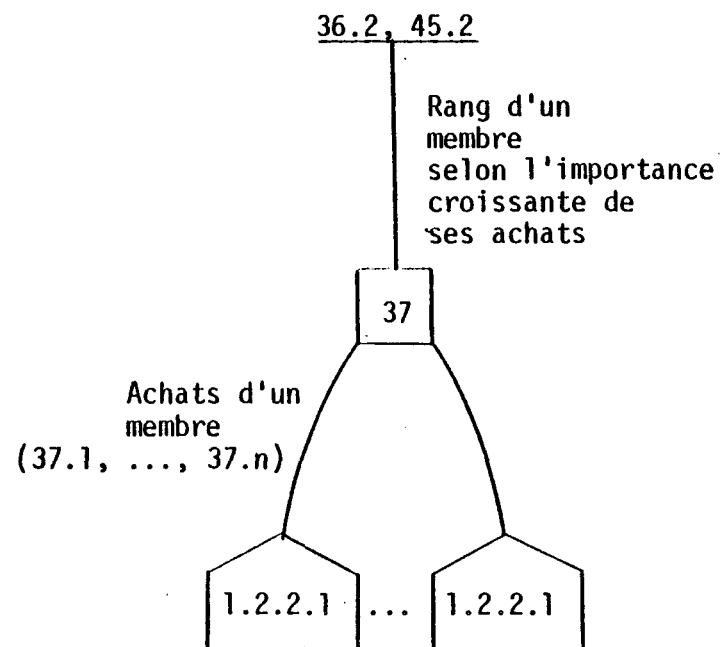 36.2, 45.2
Rang d'un
membre
selon l'importance
croissante de
ses achats
37
Achats d'un
membre
(37.1, ..., 37.n)
1.2.2.1 ... 1.2.2.1